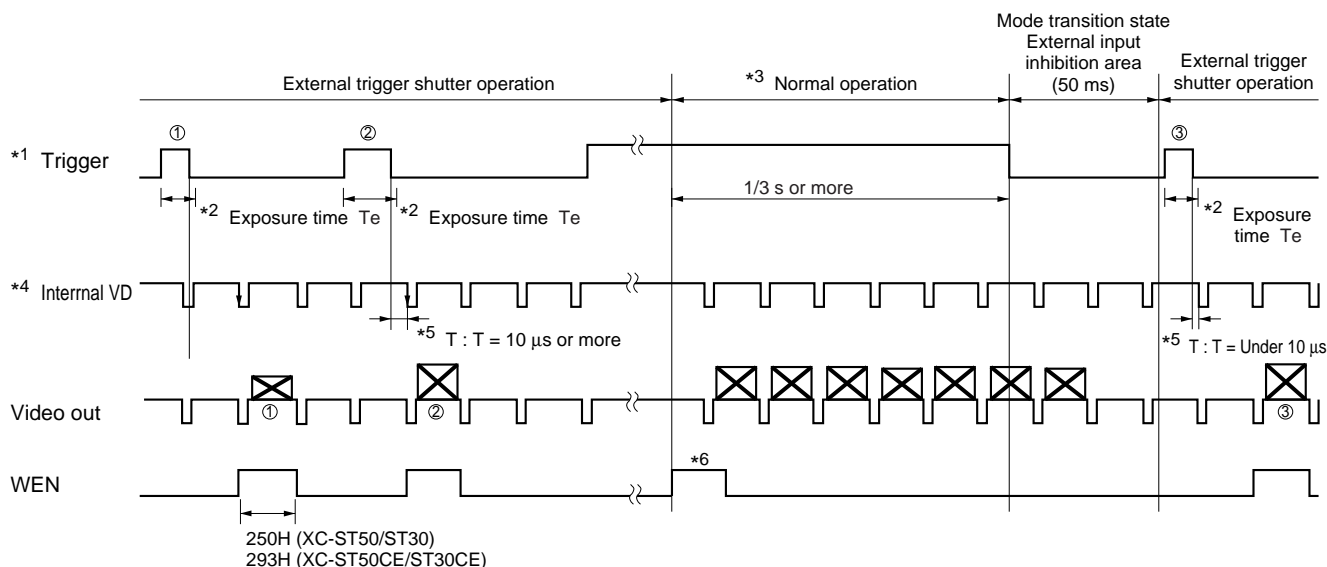 Mode transition state
External input
inhibition area
(50 ms)
External trigger shutter operation
*3 Normal operation
External trigger
shutter operation
① ② ③
*1 Trigger
1/3 s or more
*2 Exposure time Te
*2 Exposure time Te
*2 Exposure
time Te
*4 Internal VD
*5 T : T = 10 μs or more
*5 T : T = Under 10 μs
Video out
① ② ③
WEN
*6
250H (XC-ST50/ST30)
293H (XC-ST50CE/ST30CE)